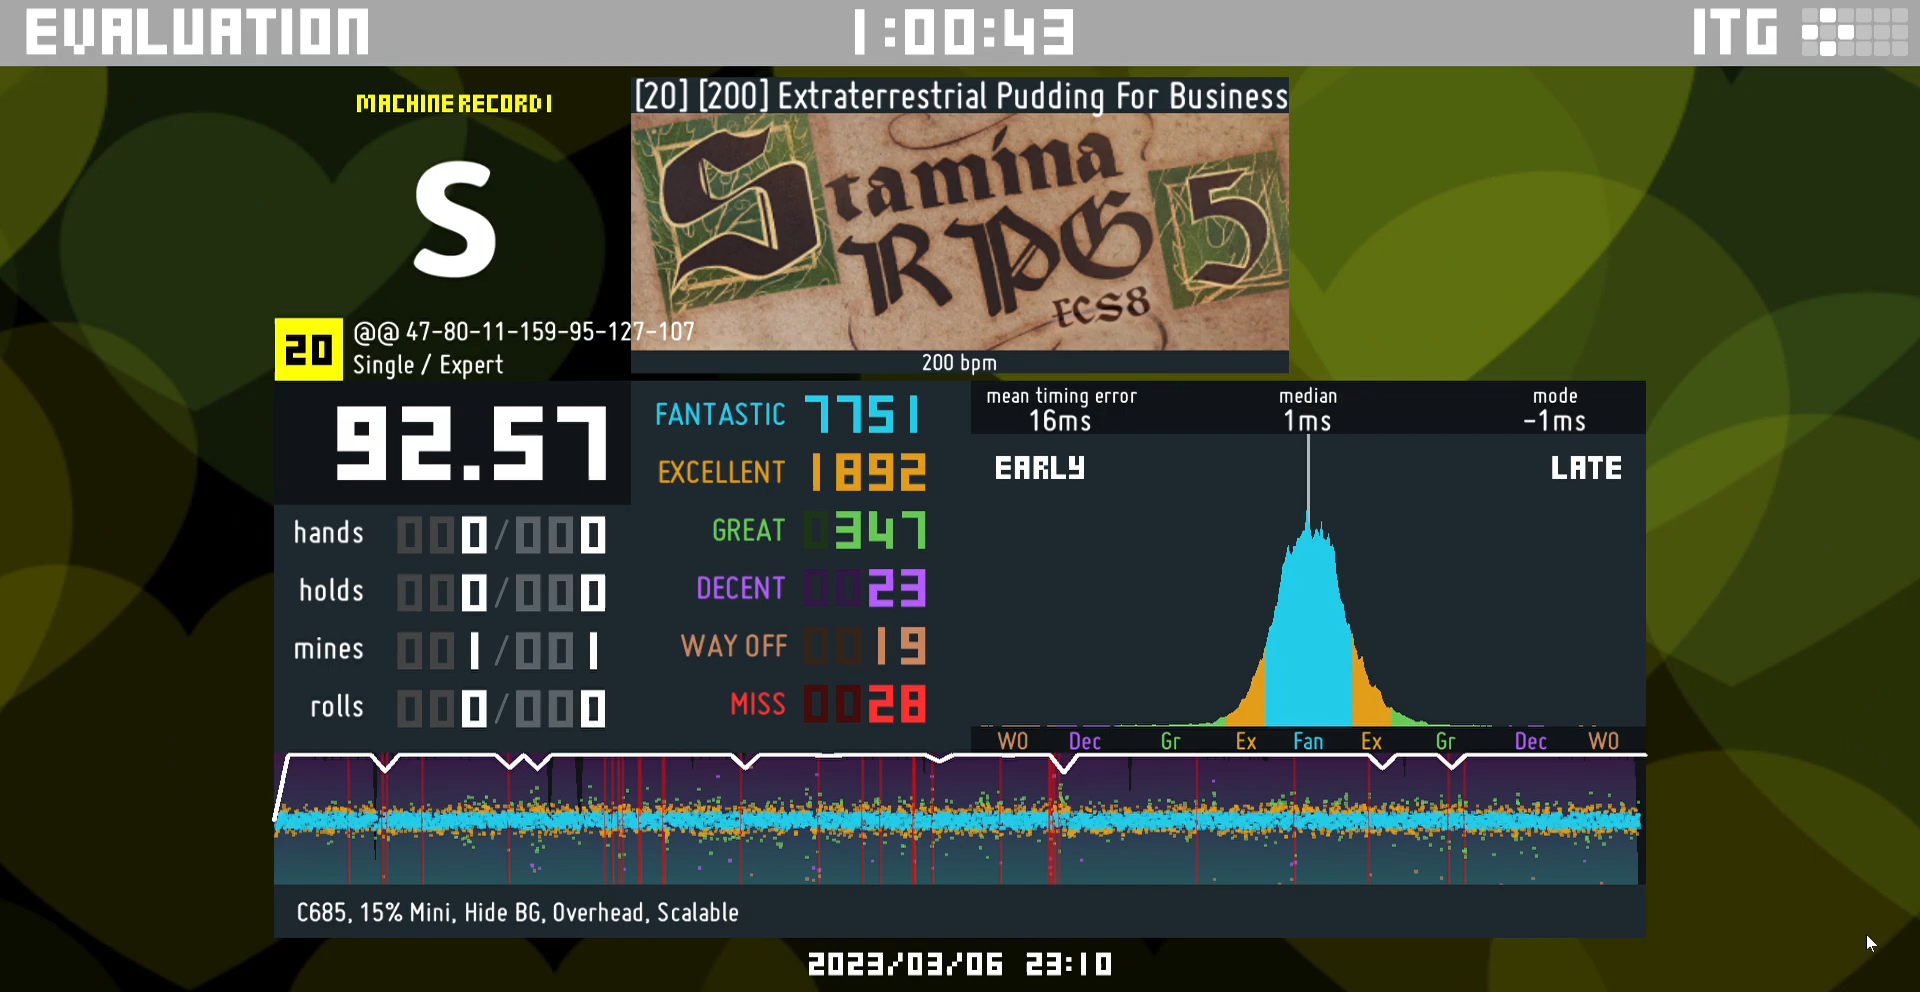 EVALUATION
1:00:43
ITG
MACHINE RECORD 1
[20] [200] Extraterrestrial Pudding For Business
S
Stamina
RPG 5
ECS8
20
@@ 47-80-11-159-95-127-107
Single / Expert
200 bpm
92.57
FANTASTIC 7751
EXCELLENT 1892
GREAT 0347
DECENT 0023
WAY OFF 0019
MISS 0028
hands 000/000
holds 000/000
mines 001/001
rolls 000/000
mean timing error
16ms
median
1ms
mode
-1ms
EARLY
LATE
WO Dec Gr Ex Fan Ex Gr Dec WO
C685, 15% Mini, Hide BG, Overhead, Scalable
2023/03/06 23:10